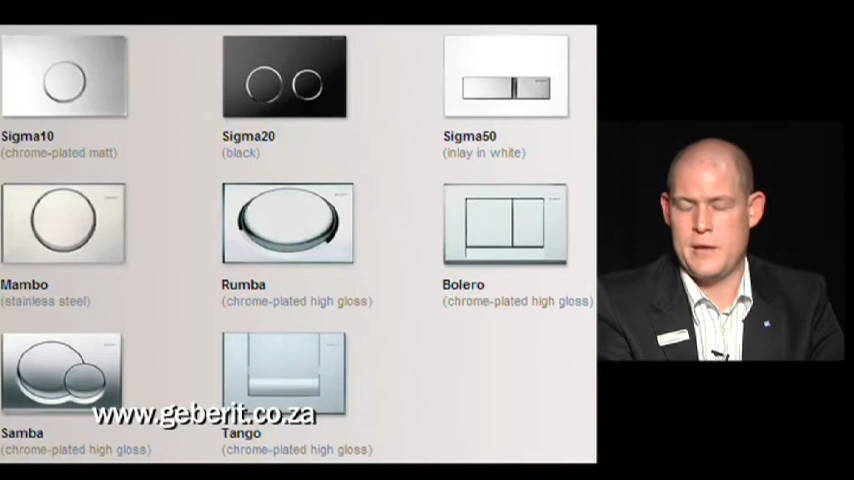 Sigma10
(chrome-plated matt)
Sigma20
(black)
Sigma50
(inlay in white)
Mambo
(stainless steel)
Rumba
(chrome-plated high gloss)
Bolero
(chrome-plated high gloss)
www.geberit.co.za
Samba
(chrome-plated high gloss)
Tango
(chrome-plated high gloss)